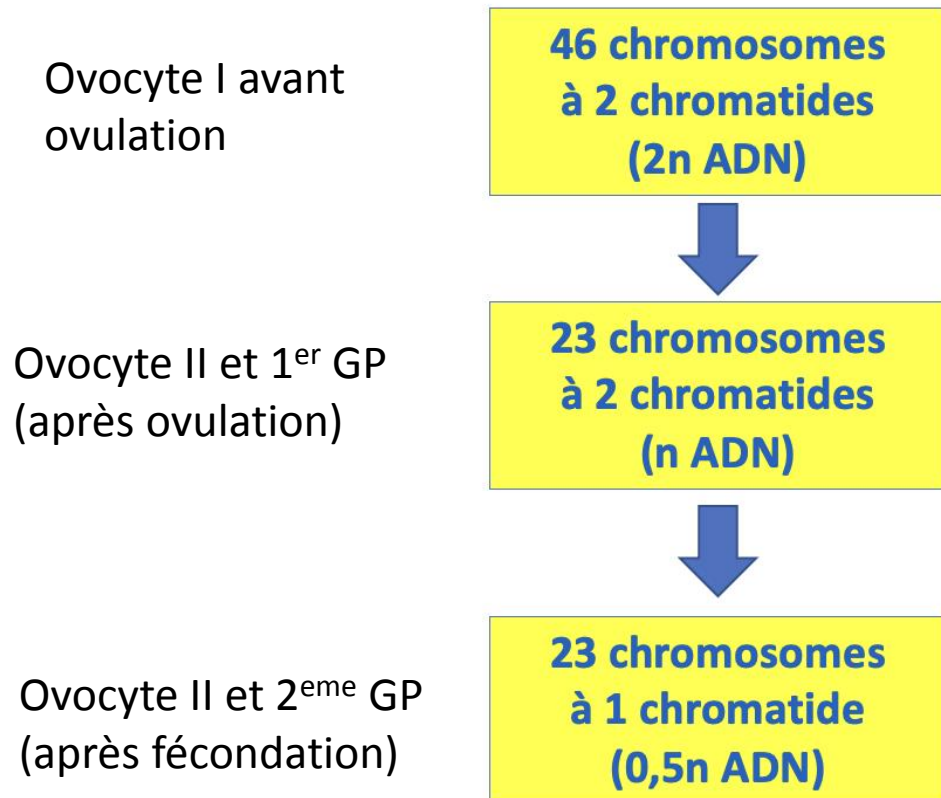 Ovocyte I avant
ovulation
46 chromosomes
à 2 chromatides
(2n ADN)
Ovocyte II et 1er GP
(après ovulation)
23 chromosomes
à 2 chromatides
(n ADN)
Ovocyte II et 2eme GP
(après fécondation)
23 chromosomes
à 1 chromatide
(0,5n ADN)